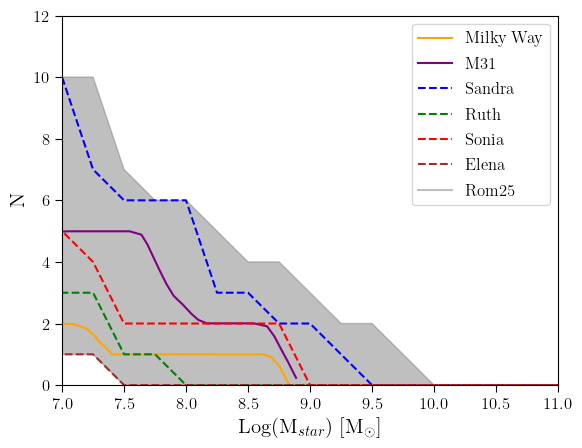 12
10
8
6
4
2
0
N
7.0 7.5 8.0 8.5 9.0 9.5 10.0 10.5 11.0
Log(M$_{star}$) [M$_{\odot}$]
Milky Way
M31
Sandra
Ruth
Sonia
Elena
Rom25